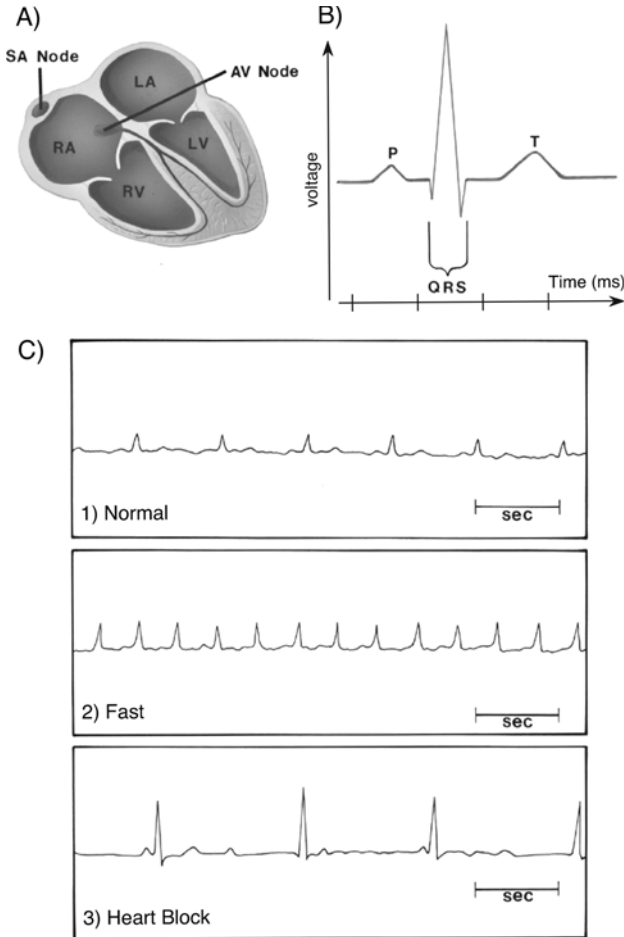 A)
SA Node
AV Node
LA
RA
LV
RV
B)
voltage
P
T
QRS
Time (ms)
C)
sec
1) Normal
sec
2) Fast
sec
3) Heart Block